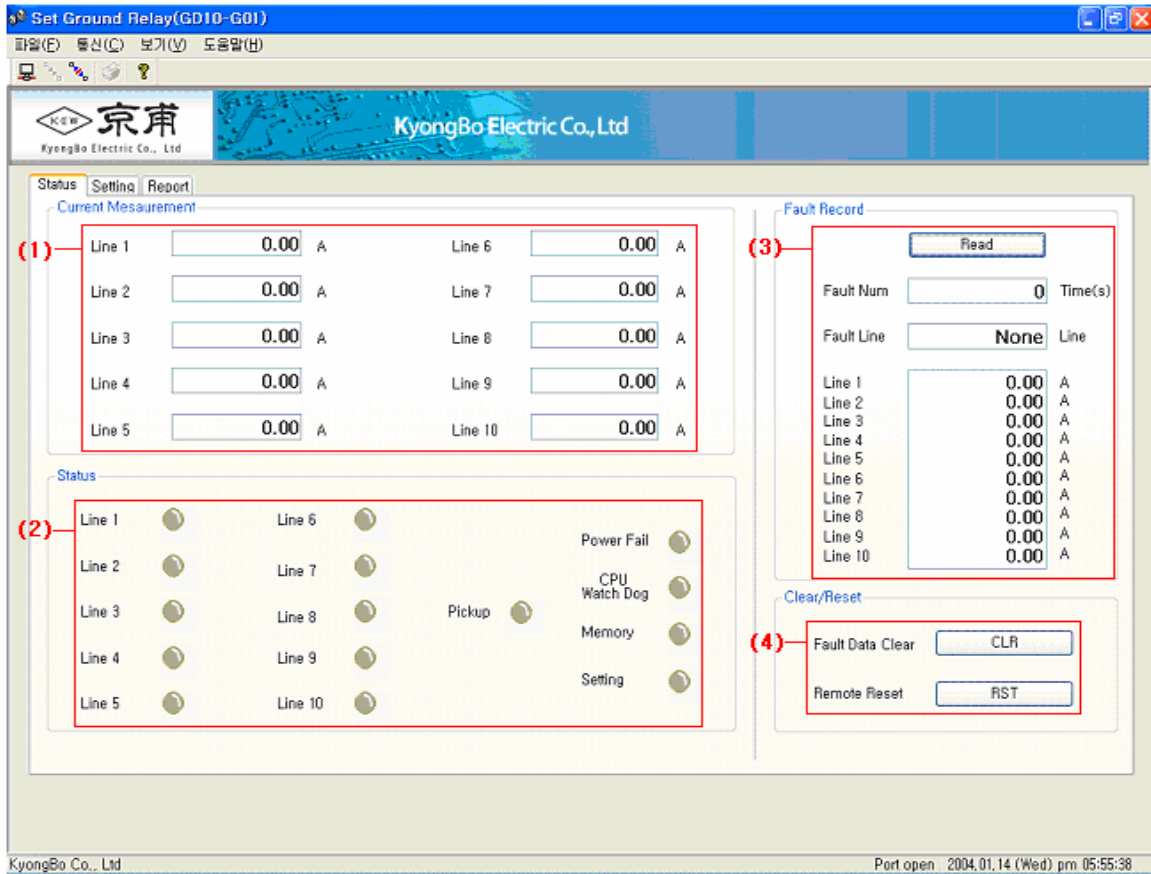 Set Ground Relay(GD10-G01)
파일(F) 통신(C) 보기(V) 도움말(H)
KEW 京甫
KyongBo Electric Co., Ltd
KyongBo Electric Co., Ltd
Status Setting Report
Current Mesaurement
(1)
Line 1 0.00 A Line 6 0.00 A
Line 2 0.00 A Line 7 0.00 A
Line 3 0.00 A Line 8 0.00 A
Line 4 0.00 A Line 9 0.00 A
Line 5 0.00 A Line 10 0.00 A
Status
(2)
Line 1 Line 6
Line 2 Line 7
Line 3 Line 8
Line 4 Line 9
Line 5 Line 10
Pickup
Power Fail
CPU
Watch Dog
Memory
Setting
Fault Record
(3)
Read
Fault Num 0 Time(s)
Fault Line None Line
Line 1 0.00 A
Line 2 0.00 A
Line 3 0.00 A
Line 4 0.00 A
Line 5 0.00 A
Line 6 0.00 A
Line 7 0.00 A
Line 8 0.00 A
Line 9 0.00 A
Line 10 0.00 A
Clear/Reset
(4)
Fault Data Clear CLR
Remote Reset RST
KyongBo Co., Ltd Port open 2004.01.14 (Wed) pm 05:55:38